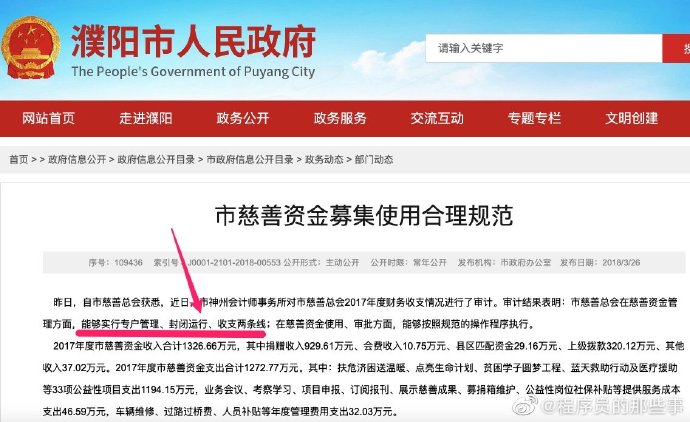 濮阳市人民政府
The People's Government of Puyang City
请输入关键字
网站首页 走进濮阳 政务公开 政务服务 交流互动 专题专栏 文明创建
首页 > > 政府信息公开 > 政府信息公开目录 > 市政府信息公开目录 > 政务动态 > 部门动态
市慈善资金募集使用合理规范
序号：109436 索引号：J0001-2101-2018-00553 公开形式：主动公开 公开时限：常年公开 发布机构：市政府办公室 发布日期：2018/3/26
昨日，自市慈善总会获悉，近日，市神州会计师事务所对市慈善总会2017年度财务收支情况进行了审计。审计结果表明：市慈善总会在慈善资金管
理方面，能够实行专户管理、封闭运行、收支两条线；在慈善资金使用、审批方面，能够按照规范的操作程序执行。
2017年度市慈善资金收入合计1326.66万元，其中捐赠收入929.61万元、会费收入10.75万元、县区匹配资金29.16万元、上级拨款320.12万元、其他
收入37.02万元。2017年度市慈善资金支出合计1272.77万元。其中：扶危济困送温暖、点亮生命计划、贫困学子圆梦工程、蓝天救助行动及医疗援助
等33项公益性项目支出1194.15万元，业务会议、考察学习、项目申报、订阅报刊、展示慈善成果、募捐箱维护、公益性岗位社保补贴等提供服务成本
支出46.59万元，车辆维修、过路过桥费、人员补贴等年度管理费用支出32.03万元。
@程序员的那些事